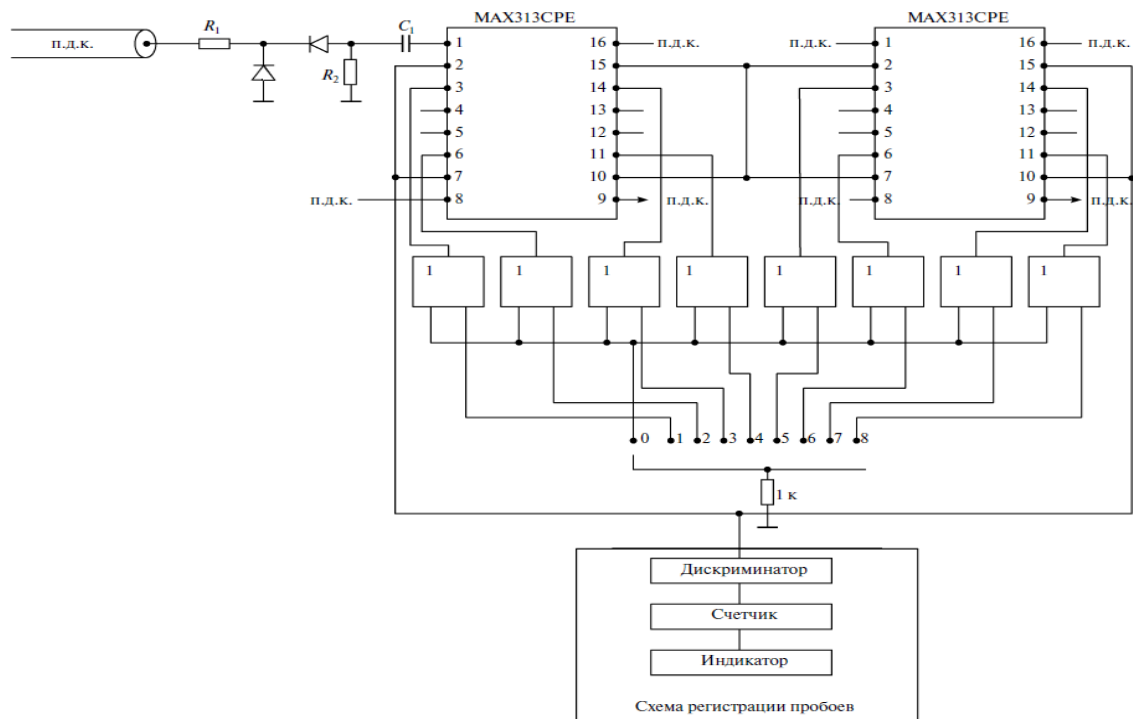 MAX313CPE MAX313CPE
п.д.к. R1 C1 1 16 п.д.к. п.д.к. 1 16 п.д.к.
2 15 2 15
R2 3 14 3 14
4 13 4 13
5 12 5 12
6 11 6 11
7 10 7 10
п.д.к. 8 9 п.д.к. п.д.к. 8 9 п.д.к.
1 1 1 1 1 1 1 1
0 1 2 3 4 5 6 7 8
1 к
Дискриминатор
Счетчик
Индикатор
Схема регистрации пробоев